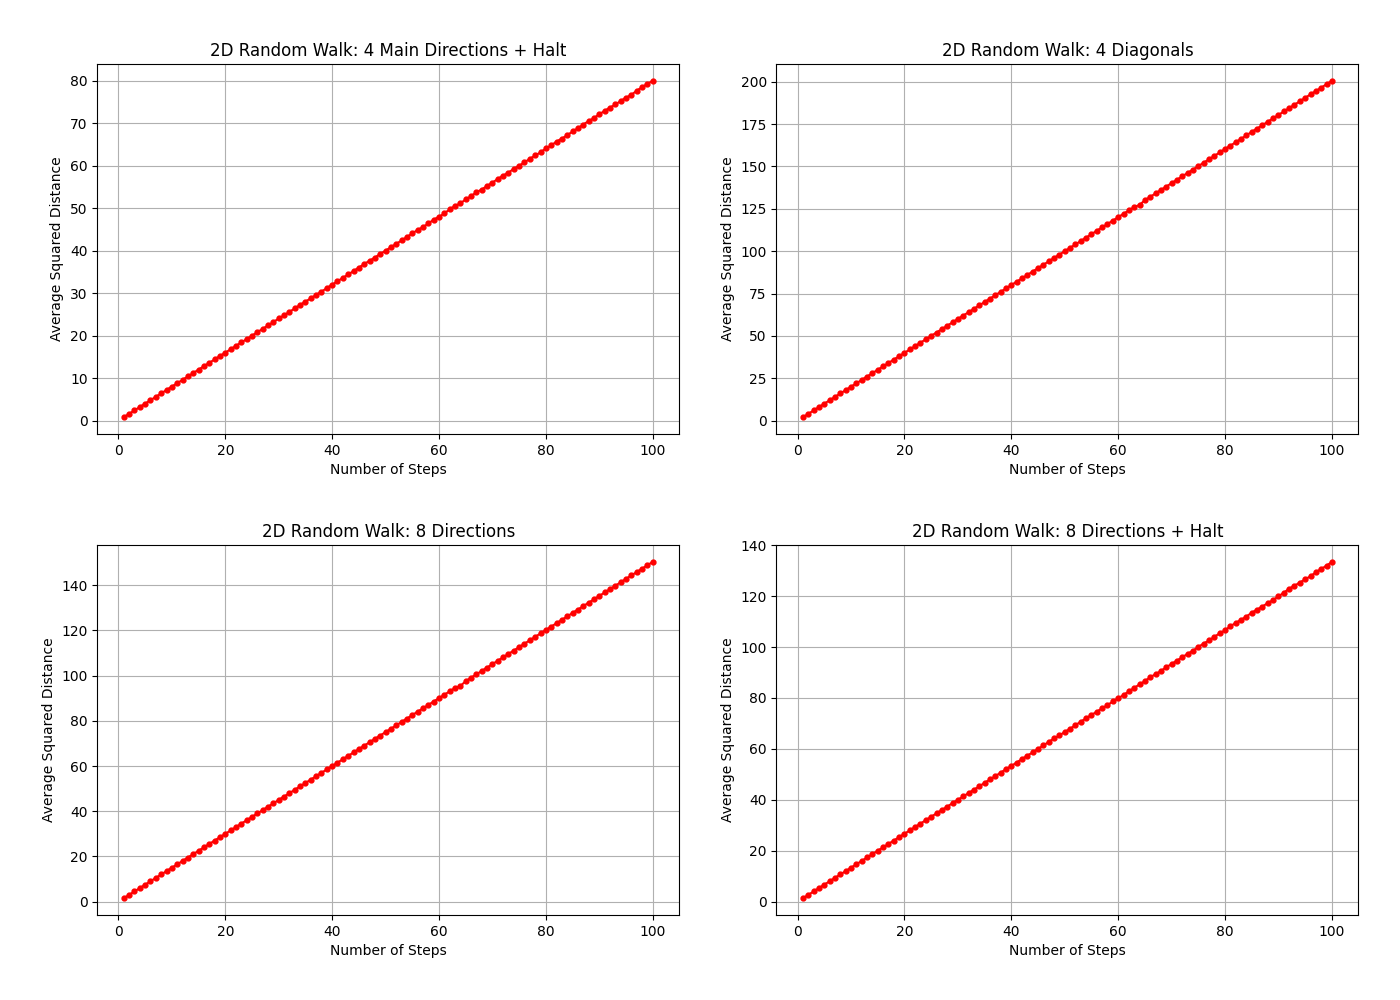 2D Random Walk: 4 Main Directions + Halt
80
70
60
50
40
30
20
10
0
Average Squared Distance
0 20 40 60 80 100
Number of Steps
2D Random Walk: 4 Diagonals
200
175
150
125
100
75
50
25
0
Average Squared Distance
0 20 40 60 80 100
Number of Steps
2D Random Walk: 8 Directions
140
120
100
80
60
40
20
0
Average Squared Distance
0 20 40 60 80 100
Number of Steps
2D Random Walk: 8 Directions + Halt
140
120
100
80
60
40
20
0
Average Squared Distance
0 20 40 60 80 100
Number of Steps